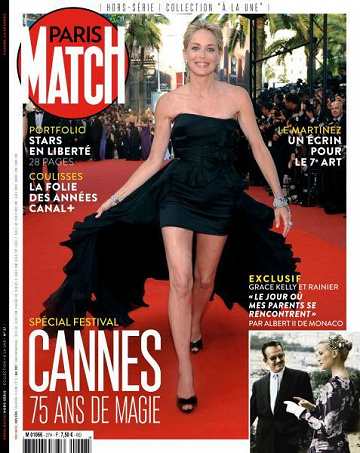 | HORS-SÉRIE | COLLECTION "À LA UNE" |
PARIS
MATCH
PORTFOLIO
STARS
EN LIBERTÉ
28 PAGES
COULISSES
LA FOLIE
DES ANNÉES
CANAL+
LE MARTINEZ
UN ÉCRIN
POUR
LE 7e ART
EXCLUSIF
GRACE KELLY ET RAINIER
« LE JOUR OÙ
MES PARENTS SE
RENCONTRENT »
PAR ALBERT II DE MONACO
SPÉCIAL FESTIVAL
CANNES
75 ANS DE MAGIE